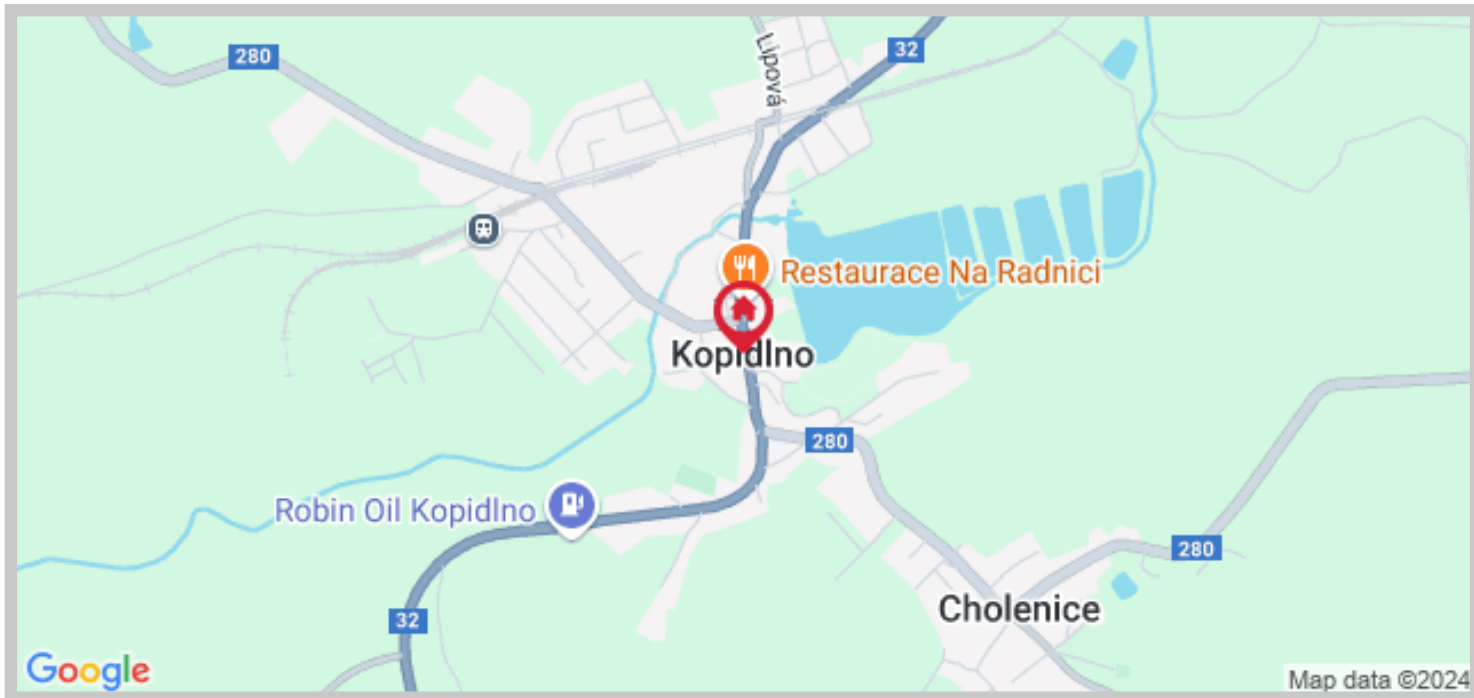 280
32
Lipová
Restaurace Na Radnici
Kopidlno
280
Robin Oil Kopidlno
280
32
Cholenice
Google
Map data ©2024